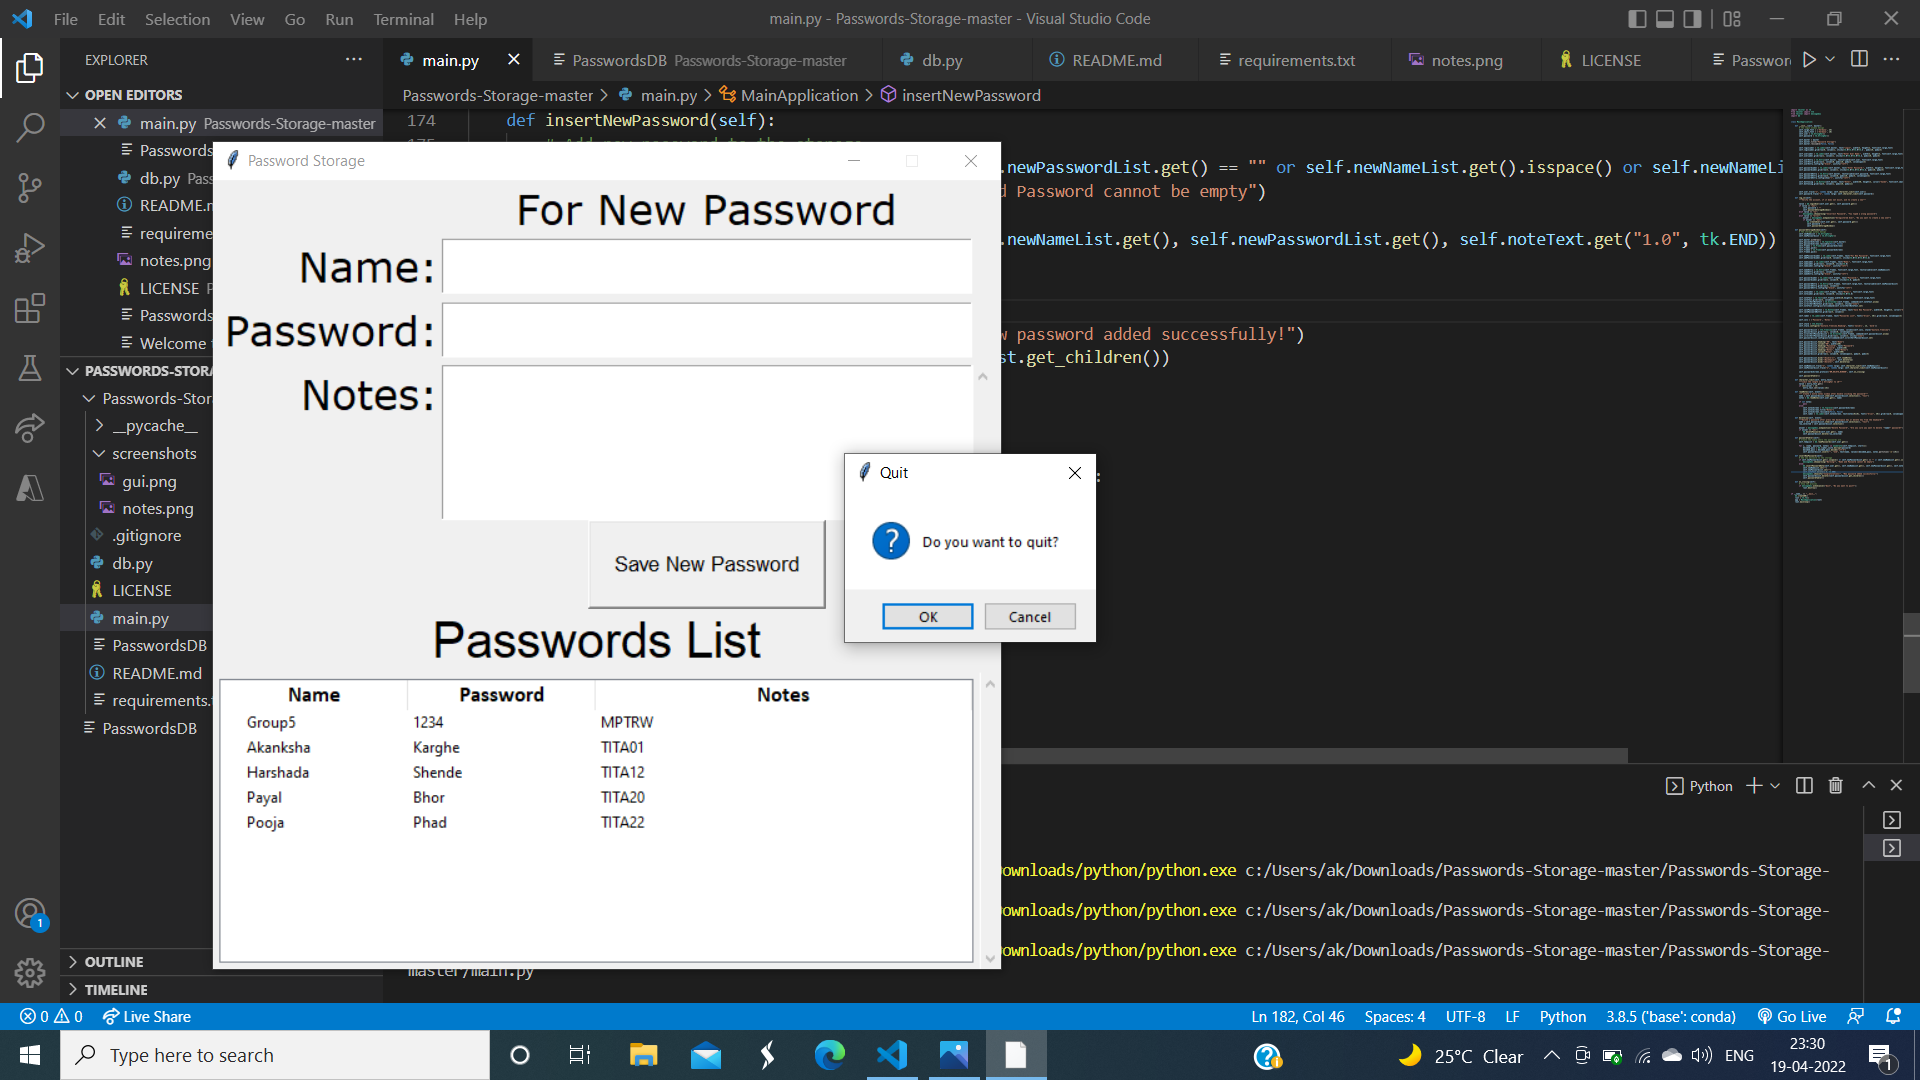 File Edit Selection View Go Run Terminal Help
main.py - Passwords-Storage-master - Visual Studio Code
EXPLORER
main.py
PasswordsDB Passwords-Storage-master
db.py
README.md
requirements.txt
notes.png
LICENSE
Passwor
OPEN EDITORS
main.py Passwords-Storage-master
Passwords
db.py Pass
README.m
requireme
notes.png
LICENSE P
Passwords
Welcome t
PASSWORDS-STORA
Passwords-Stor
__pycache__
screenshots
gui.png
notes.png
.gitignore
db.py
LICENSE
main.py
PasswordsDB
README.md
requirements.t
PasswordsDB
OUTLINE
TIMELINE
Passwords-Storage-master > main.py > MainApplication > insertNewPassword
174 def insertNewPassword(self):
.newPasswordList.get() == "" or self.newNameList.get().isspace() or self.newNameLi
d Password cannot be empty")
.newNameList.get(), self.newPasswordList.get(), self.noteText.get("1.0", tk.END))
w password added successfully!")
st.get_children())
:
Password Storage
For New Password
Name:
Password:
Notes:
Save New Password
Passwords List
Name Password Notes
Group5 1234 MPTRW
Akanksha Karghe TITA01
Harshada Shende TITA12
Payal Bhor TITA20
Pooja Phad TITA22
Quit
Do you want to quit?
OK Cancel
Python
ownloads/python/python.exe c:/Users/ak/Downloads/Passwords-Storage-master/Passwords-Storage-
ownloads/python/python.exe c:/Users/ak/Downloads/Passwords-Storage-master/Passwords-Storage-
ownloads/python/python.exe c:/Users/ak/Downloads/Passwords-Storage-master/Passwords-Storage-
master/main.py
1
0 0 Live Share
Ln 182, Col 46 Spaces: 4 UTF-8 LF Python 3.8.5 ('base': conda) Go Live
Type here to search
25°C Clear
ENG
23:30
19-04-2022
1